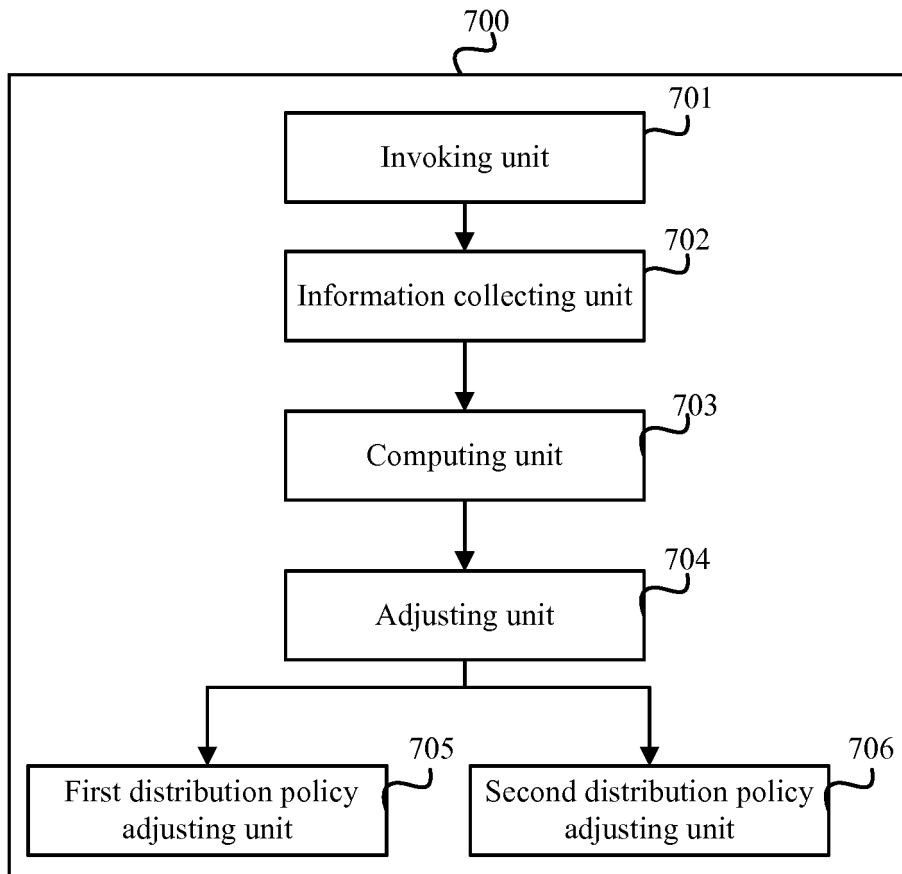 700
701
Invoking unit
702
Information collecting unit
703
Computing unit
704
Adjusting unit
705
First distribution policy
adjusting unit
706
Second distribution policy
adjusting unit